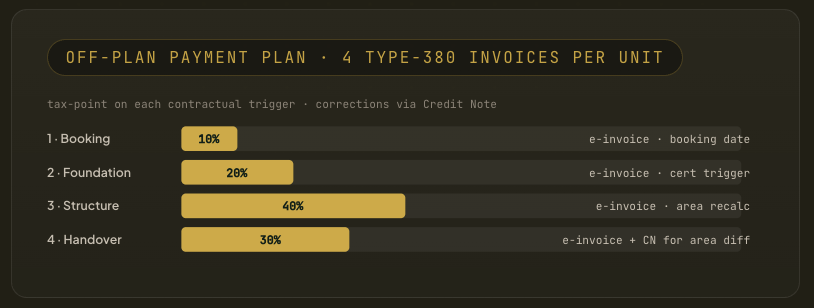 OFF-PLAN PAYMENT PLAN · 4 TYPE-380 INVOICES PER UNIT
tax-point on each contractual trigger · corrections via Credit Note
1 · Booking 10% e-invoice · booking date
2 · Foundation 20% e-invoice · cert trigger
3 · Structure 40% e-invoice · area recalc
4 · Handover 30% e-invoice + CN for area diff